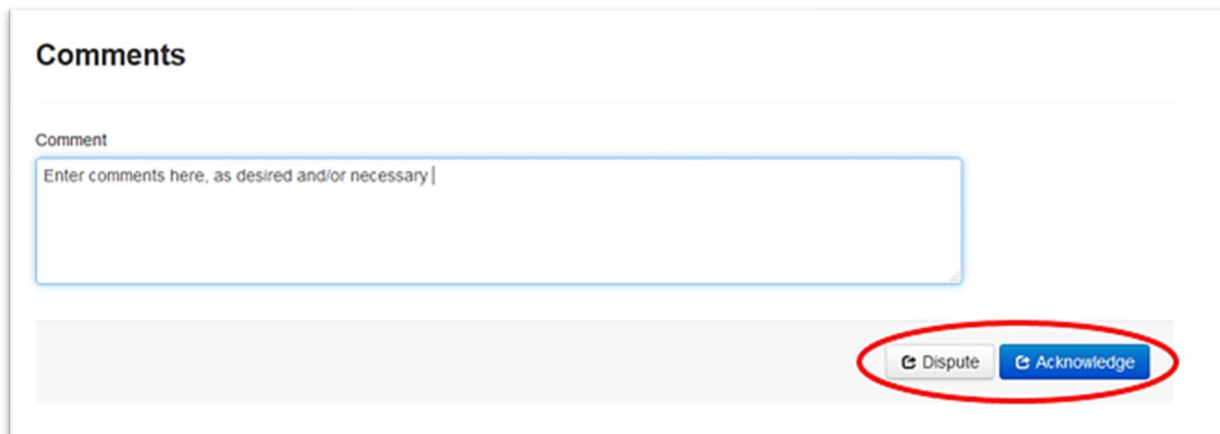 Comments
Comment
Enter comments here, as desired and/or necessary
Dispute Acknowledge